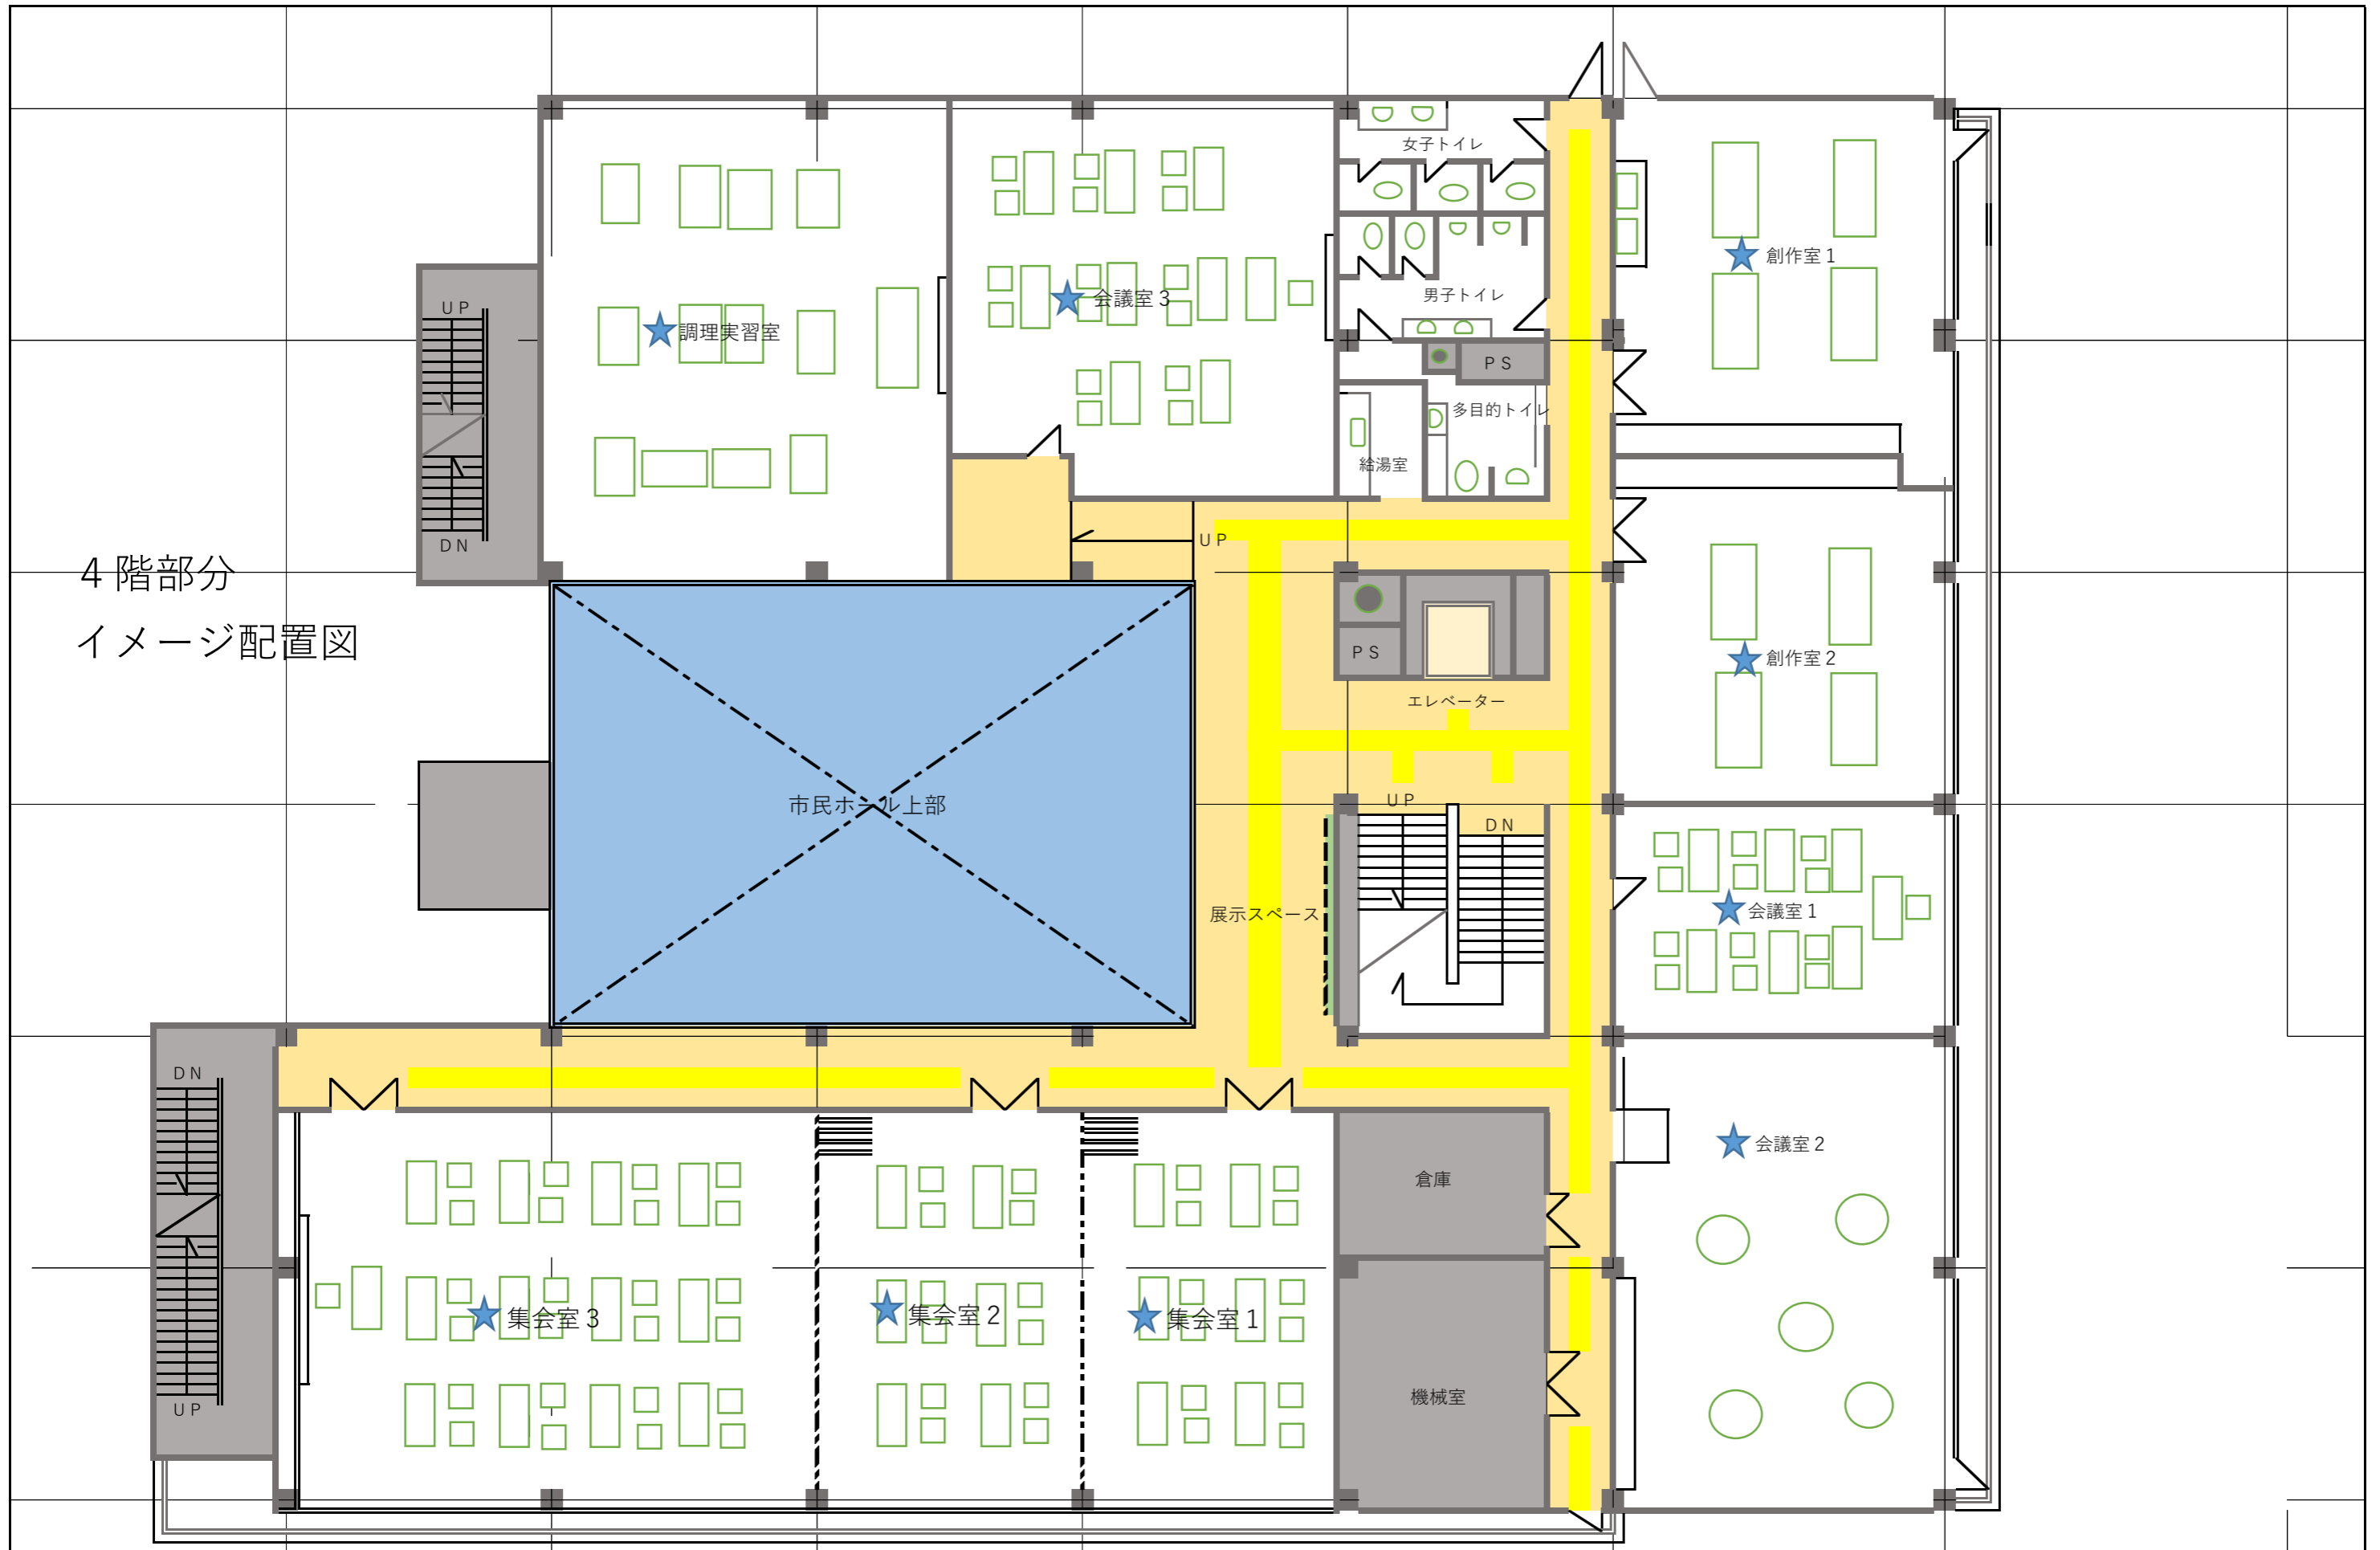 4階部分
イメージ配置図
女子トイレ
創作室1
会議室3
男子トイレ
UP
調理実習室
PS
多目的トイレ
給湯室
UP
DN
PS
創作室2
エレベーター
市民ホール上部
UP
DN
展示スペース
会議室1
DN
会議室2
倉庫
集会室3
集会室2
集会室1
機械室
UP